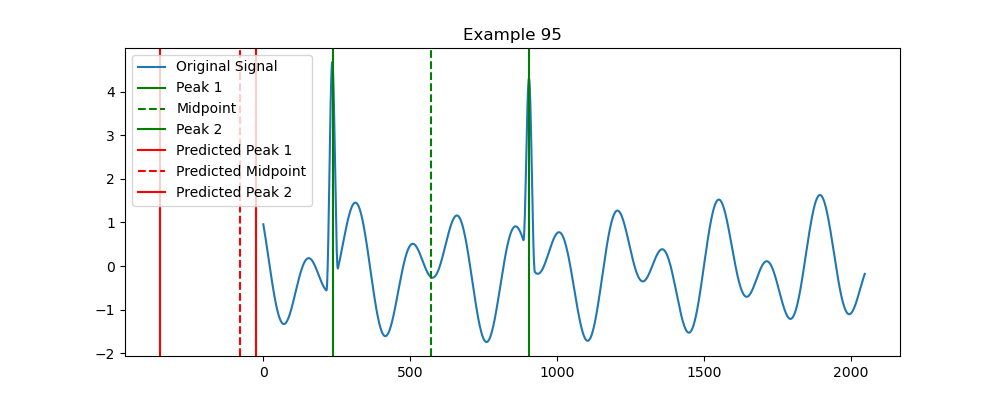 Example 95
Original Signal
Peak 1
Midpoint
Peak 2
Predicted Peak 1
Predicted Midpoint
Predicted Peak 2
4
3
2
1
0
−1
−2
0 500 1000 1500 2000